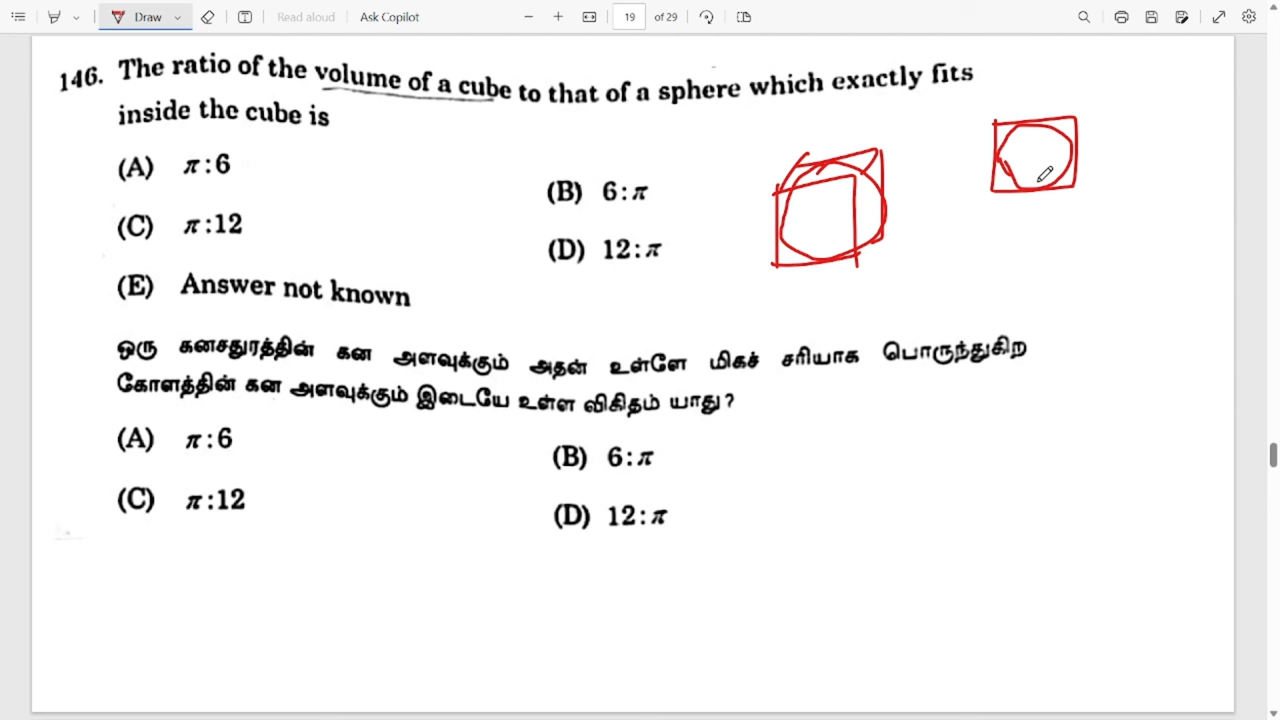 Draw
Read aloud
Ask Copilot
19 of 29
146. The ratio of the volume of a cube to that of a sphere which exactly fits
inside the cube is
(A) π:6
(B) 6:π
(C) π:12
(D) 12:π
(E) Answer not known
ஒரு கனசதுரத்தின் கன அளவுக்கும் அதன் உள்ளே மிகச் சரியாக பொருந்துகிற
கோளத்தின் கன அளவுக்கும் இடையே உள்ள விகிதம் யாது?
(A) π:6
(B) 6:π
(C) π:12
(D) 12:π